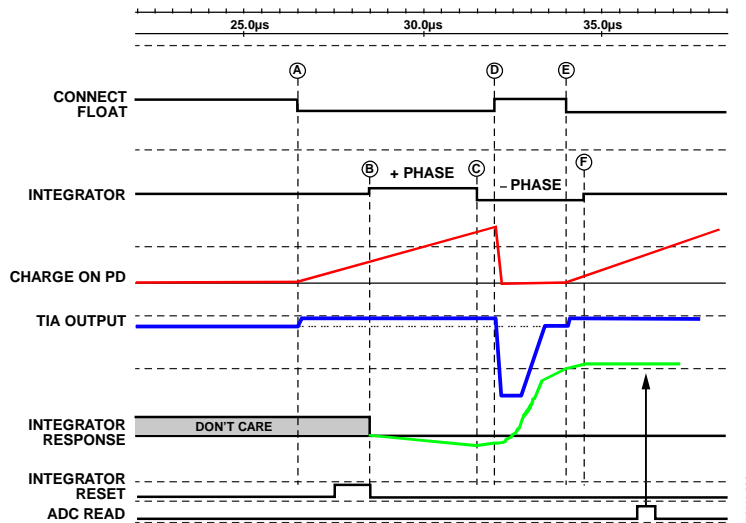 25.0µs 30.0µs 35.0µs
A D E
CONNECT
FLOAT
B + PHASE C – PHASE F
INTEGRATOR
CHARGE ON PD
TIA OUTPUT
INTEGRATOR
RESPONSE
DON'T CARE
INTEGRATOR
RESET
ADC READ